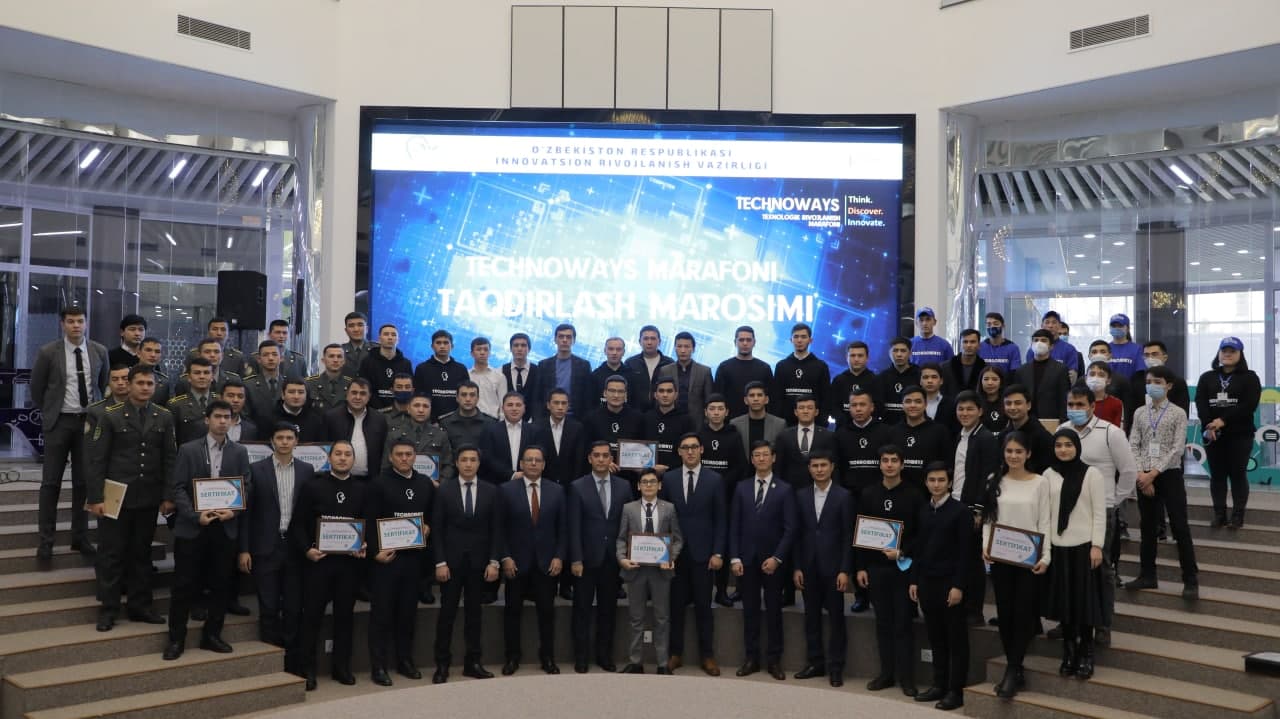 O'ZBEKISTON RESPUBLIKASI
INNOVATSION RIVOJLANISH VAZIRLIGI
TECHNOWAYS
TEXNOLOGIK RIVOJLANISH
MARAFONI
Think.
Discover.
Innovate.
TECHNOWAYS MARAFONI
TAQDIRLASH MAROSIMI
SERTIFIKAT
SERTIFIKAT
SERTIFIKAT
SERTIFIKAT
SERTIFIKAT
SERTIFIKAT
SERTIFIKAT